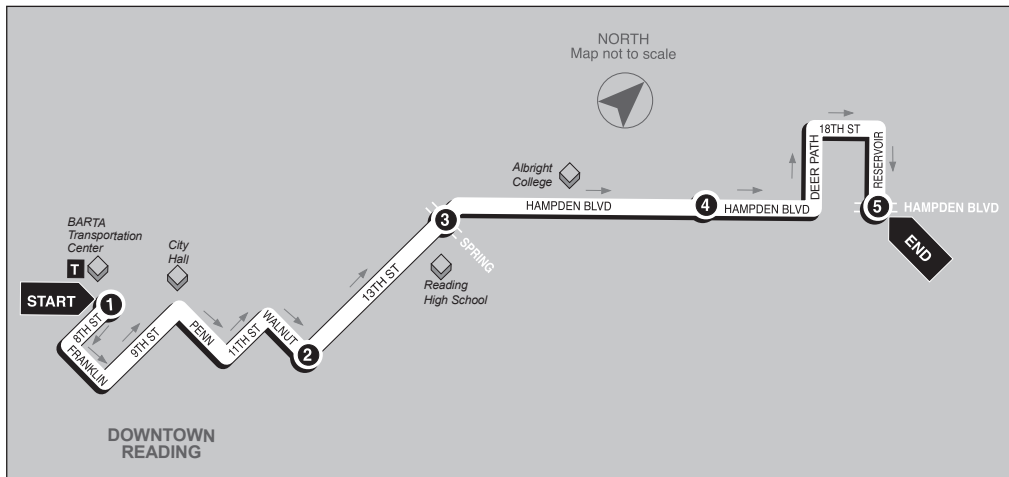 NORTH
Map not to scale
18TH ST
DEER PATH
RESERVOIR
Albright
College
HAMPDEN BLVD
4
HAMPDEN BLVD
5
HAMPDEN BLVD
END
3
SPRING
13TH ST
Reading
High School
BARTA
Transportation
Center
T
City
Hall
START
1
8TH ST
FRANKLIN
9TH ST
PENN
11TH ST
WALNUT
2
DOWNTOWN
READING